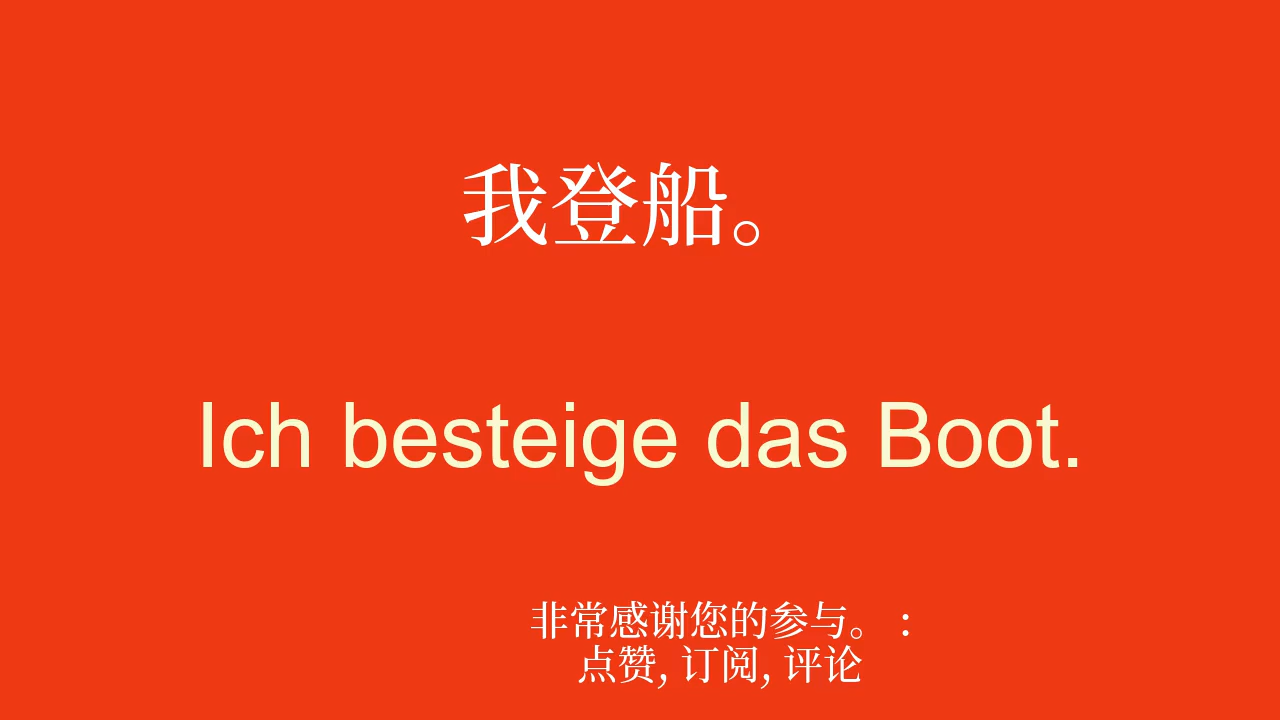 我登船。
Ich besteige das Boot.
非常感谢您的参与。 :
点赞, 订阅, 评论